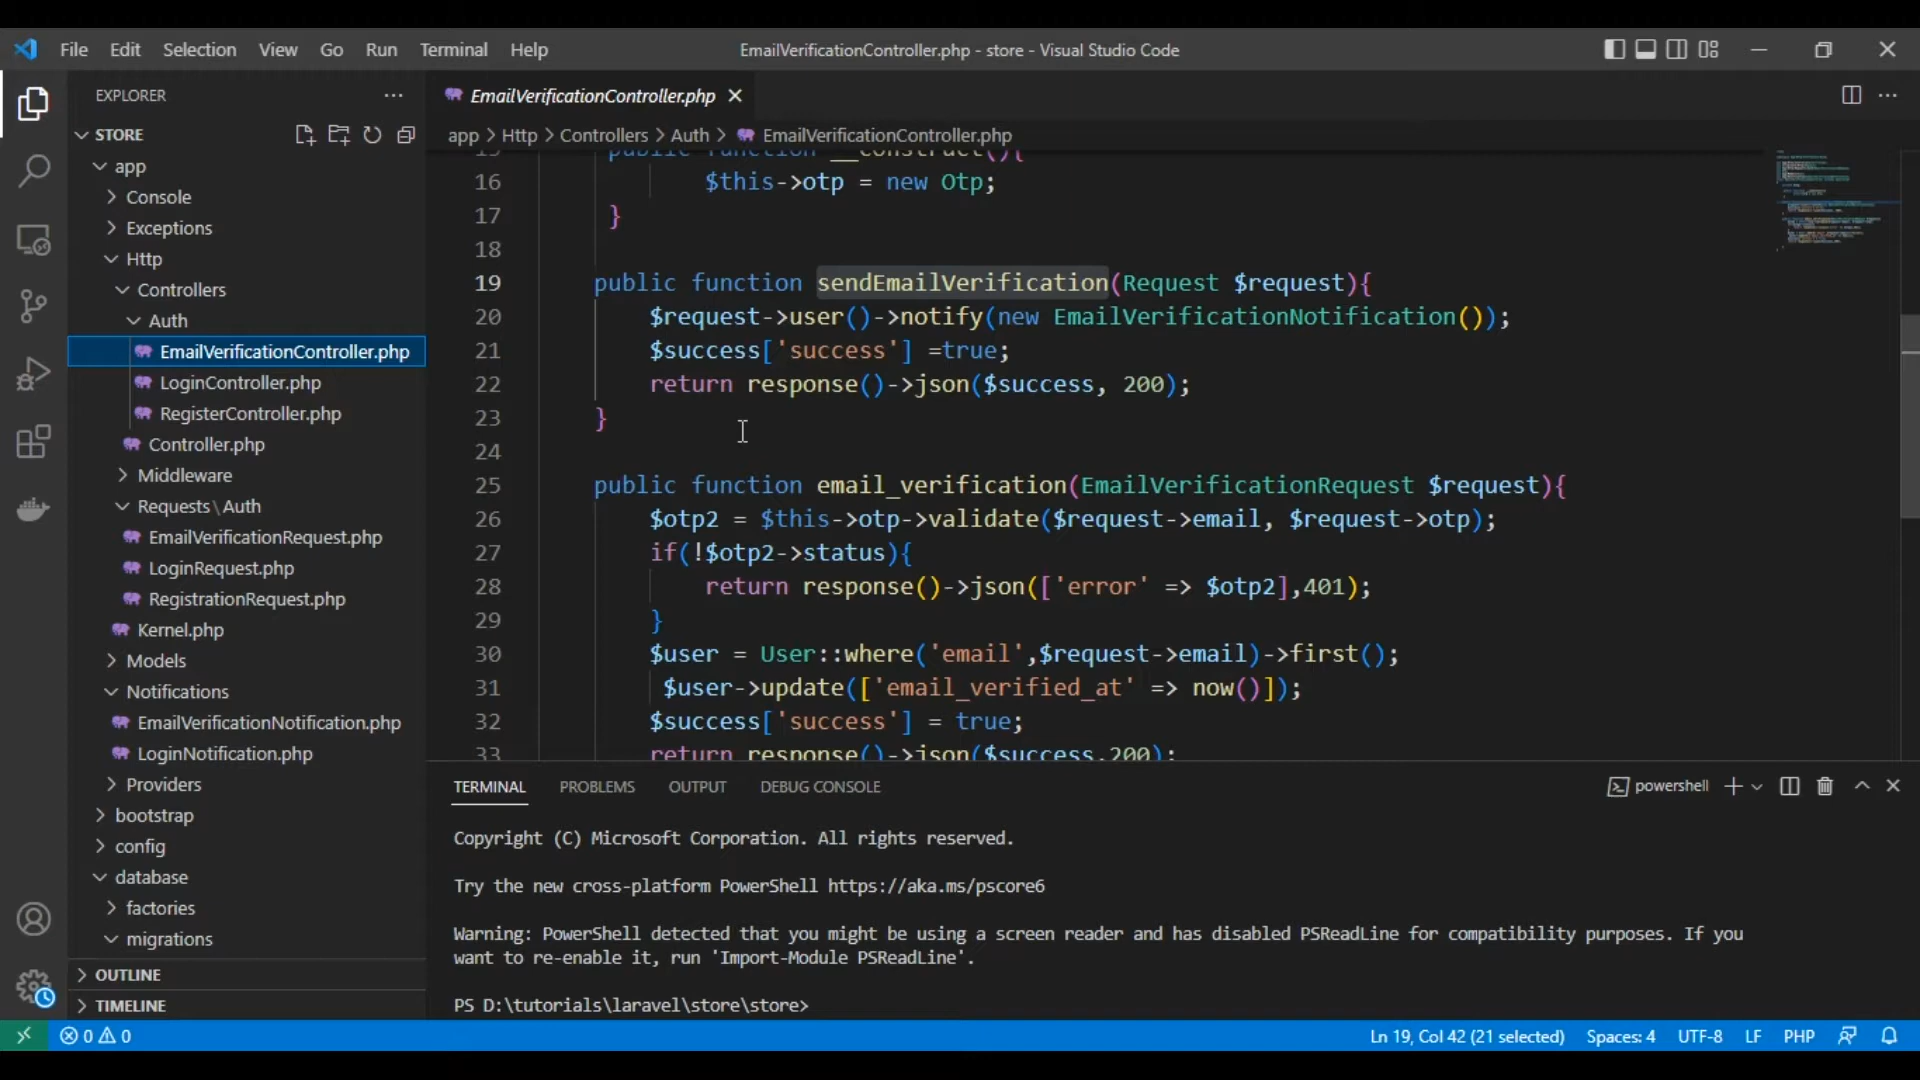 File Edit Selection View Go Run Terminal Help
EmailVerificationController.php - store - Visual Studio Code
EXPLORER
STORE
app
Console
Exceptions
Http
Controllers
Auth
EmailVerificationController.php
LoginController.php
RegisterController.php
Controller.php
Middleware
Requests\Auth
EmailVerificationRequest.php
LoginRequest.php
RegistrationRequest.php
Kernel.php
Models
Notifications
EmailVerificationNotification.php
LoginNotification.php
Providers
bootstrap
config
database
factories
migrations
OUTLINE
TIMELINE
EmailVerificationController.php
app > Http > Controllers > Auth > EmailVerificationController.php
15 public function __construct(){
16 $this->otp = new Otp;
17 }
18
19 public function sendEmailVerification(Request $request){
20 $request->user()->notify(new EmailVerificationNotification());
21 $success['success'] =true;
22 return response()->json($success, 200);
23 }
24
25 public function email_verification(EmailVerificationRequest $request){
26 $otp2 = $this->otp->validate($request->email, $request->otp);
27 if(!$otp2->status){
28 return response()->json(['error' => $otp2],401);
29 }
30 $user = User::where('email',$request->email)->first();
31 $user->update(['email_verified_at' => now()]);
32 $success['success'] = true;
33 return response()->json($success,200);
TERMINAL PROBLEMS OUTPUT DEBUG CONSOLE
powershell
Copyright (C) Microsoft Corporation. All rights reserved.
Try the new cross-platform PowerShell https://aka.ms/pscore6
Warning: PowerShell detected that you might be using a screen reader and has disabled PSReadLine for compatibility purposes. If you
want to re-enable it, run 'Import-Module PSReadLine'.
PS D:\tutorials\laravel\store\store>
0 0
Ln 19, Col 42 (21 selected) Spaces: 4 UTF-8 LF PHP